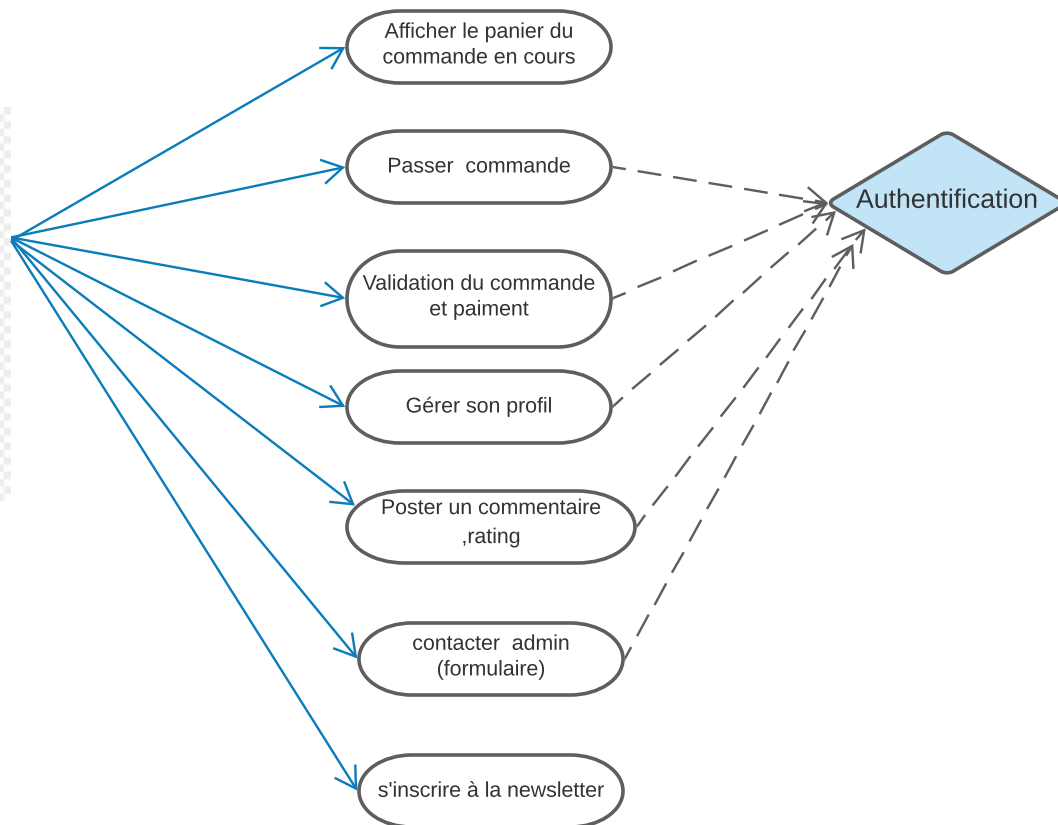 Afficher le panier du
commande en cours
Passer commande
Authentification
Validation du commande
et paiment
Gérer son profil
Poster un commentaire
,rating
contacter admin
(formulaire)
s'inscrire à la newsletter